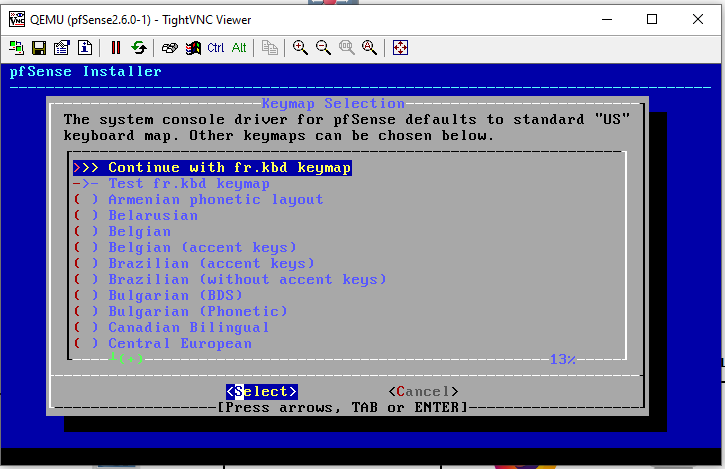 QEMU (pfSense2.6.0-1) - TightVNC Viewer
Ctrl Alt
pfSense Installer
Keymap Selection
The system console driver for pfSense defaults to standard "US"
keyboard map. Other keymaps can be chosen below.
>>> Continue with fr.kbd keymap
->- Test fr.kbd keymap
( ) Armenian phonetic layout
( ) Belarusian
( ) Belgian
( ) Belgian (accent keys)
( ) Brazilian (accent keys)
( ) Brazilian (without accent keys)
( ) Bulgarian (BDS)
( ) Bulgarian (Phonetic)
( ) Canadian Bilingual
( ) Central European
└(+) 13%
<Select> <Cancel>
[Press arrows, TAB or ENTER]